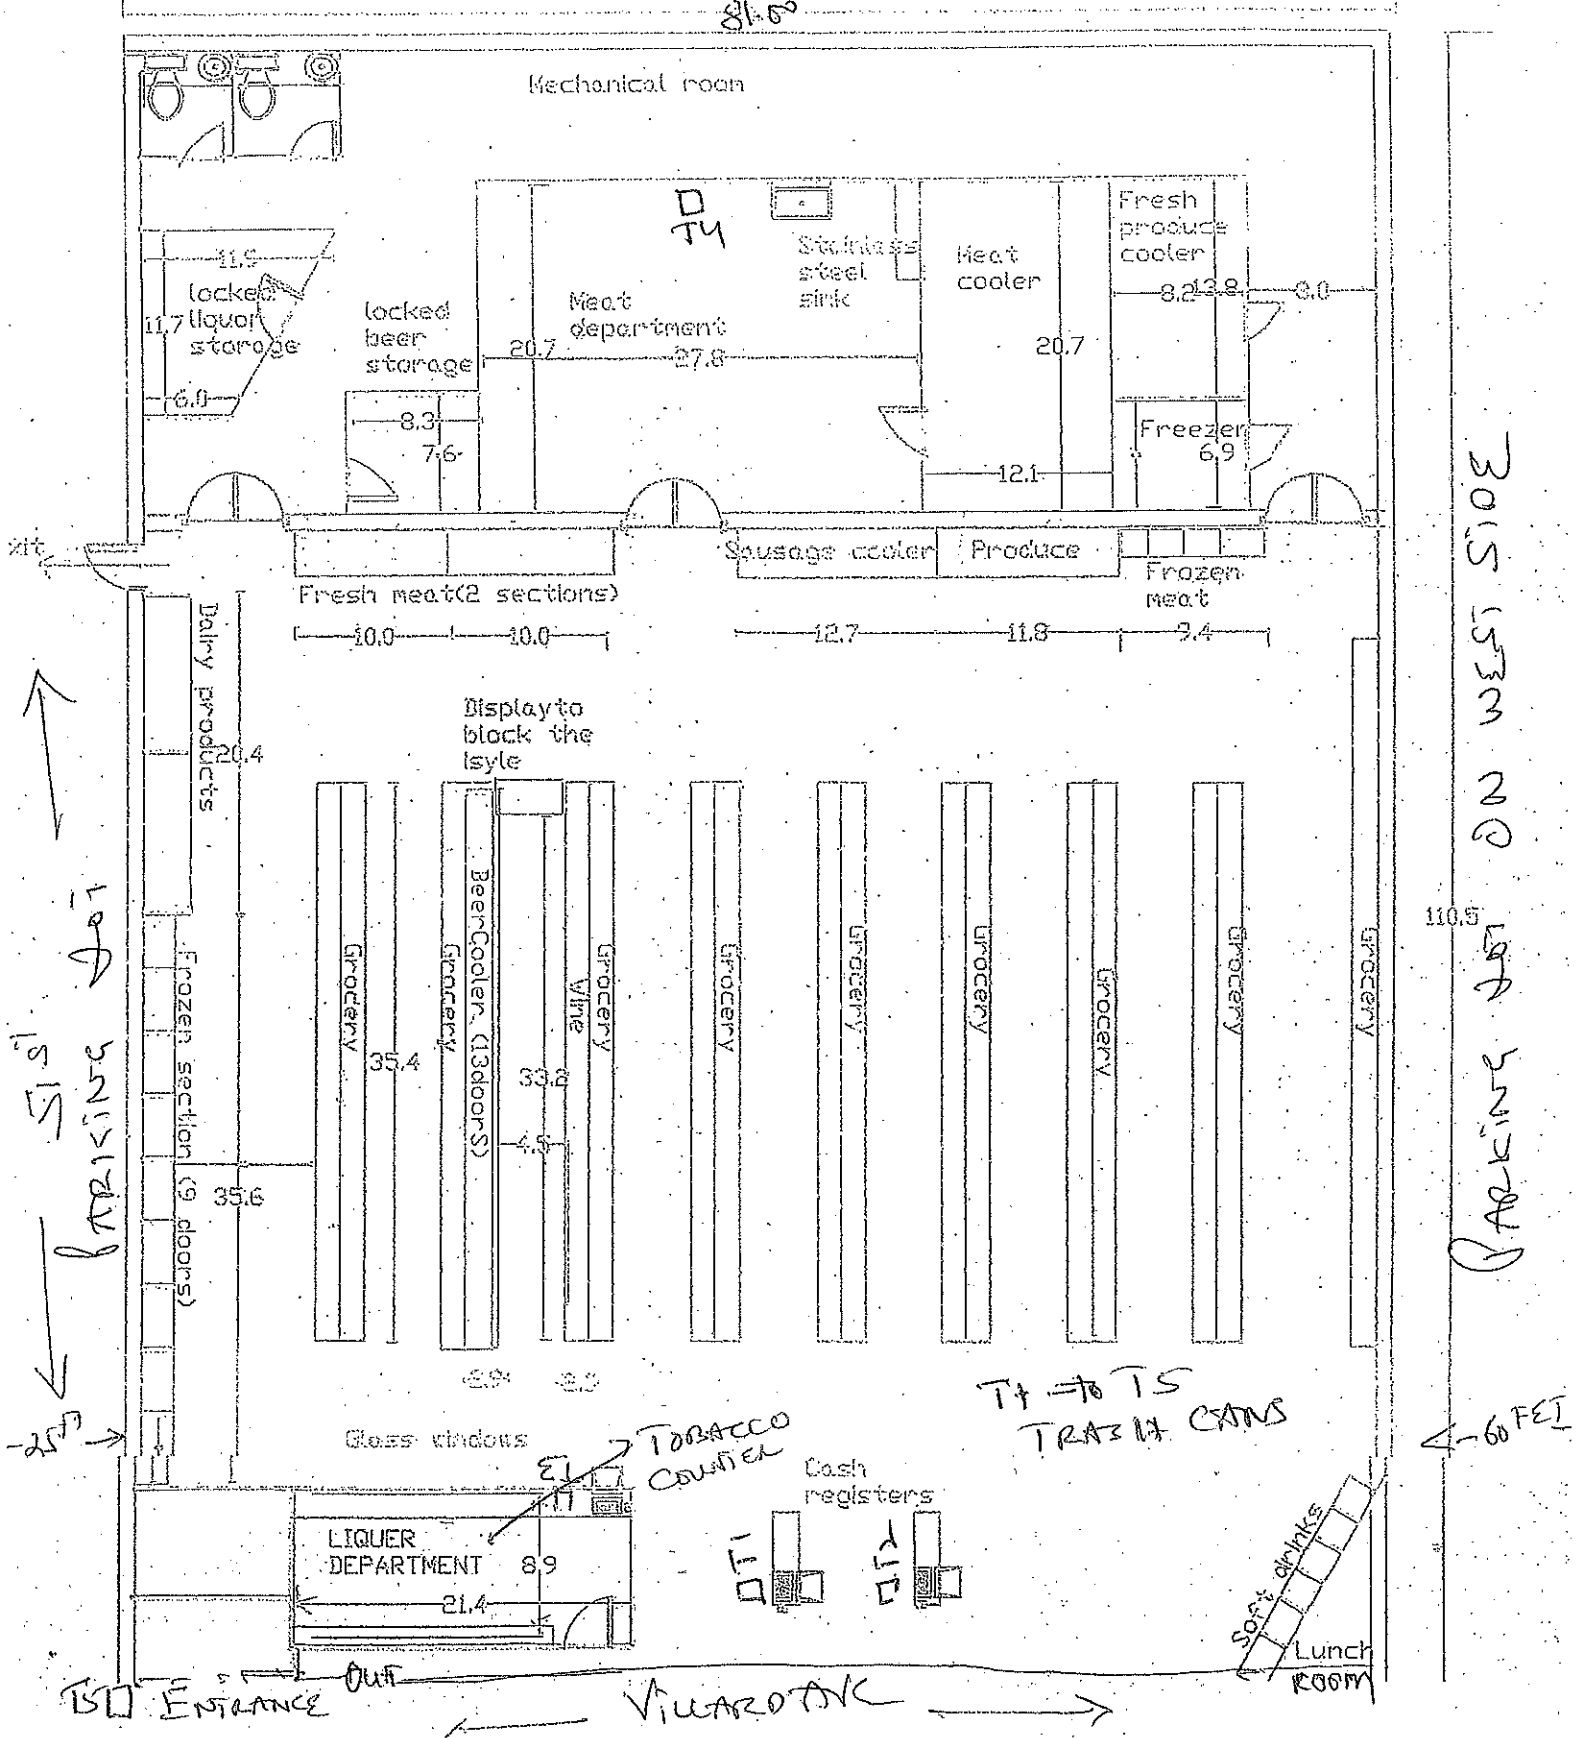 81.00
Mechanical room
T4
Stainless
steel
sink
Meat
cooler
Fresh
produce
cooler
8.2
13.8
8.0
11.9
locked
liquor
storage
11.7
6.0
locked
beer
storage
8.3
7.6
Meat
department
20.7
27.8
20.7
12.1
Freezer
6.9
xit
Fresh meat(2 sections)
Sausage cooler
Produce
Frozen
meat
10.0
10.0
12.7
11.8
9.4
Dairy products
20.4
Display to
block the
isyle
Grocery
35.4
Grocery
BeerCooler (13doorS)
33.2
4.5
Wine
Grocery
Grocery
Grocery
Grocery
Grocery
Grocery
Grocery
Frozen section (9 doors)
35.6
PARKING LOT
110.5
PARKING LOT
T1 to T5
TRASH CANS
-25FT
-60 FEET
Glass windows
TOBACCO
COUNTER
Cash
registers
LIQUER
DEPARTMENT
8.9
21.4
T1
Soft drinks
Lunch
ROOM
T5
ENTRANCE
OUT
VILLARD AVE